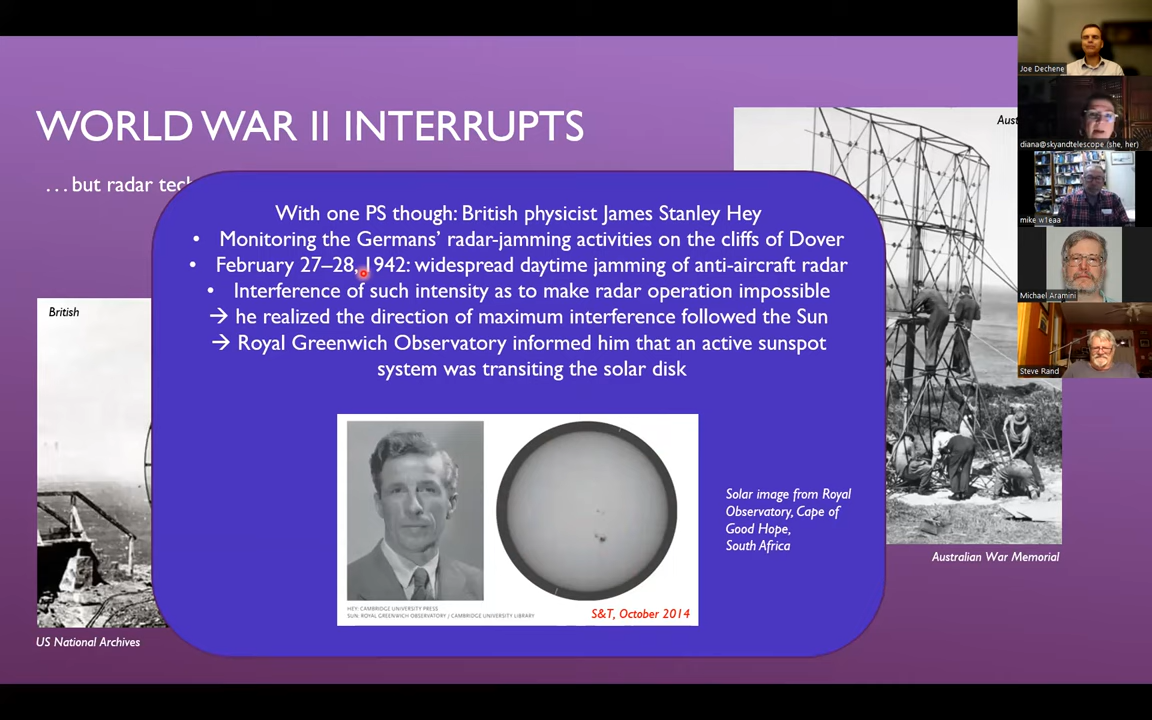 WORLD WAR II INTERRUPTS
...but radar
With one PS though: British physicist James Stanley Hey
• Monitoring the Germans' radar-jamming activities on the cliffs of Dover
• February 27–28, 1942: widespread daytime jamming of anti-aircraft radar
• Interference of such intensity as to make radar operation impossible
→ he realized the direction of maximum interference followed the Sun
→ Royal Greenwich Observatory informed him that an active sunspot
system was transiting the solar disk
British
HEY: CAMBRIDGE UNIVERSITY PRESS
SUN: ROYAL GREENWICH OBSERVATORY / CAMBRIDGE UNIVERSITY LIBRARY
S&T, October 2014
Solar image from Royal
Observatory, Cape of
Good Hope,
South Africa
US National Archives
Australian War Memorial
Joe Dechene
diana@skyandtelescope (she, her)
mike w1eaa
Michael Aramini
Steve Rand